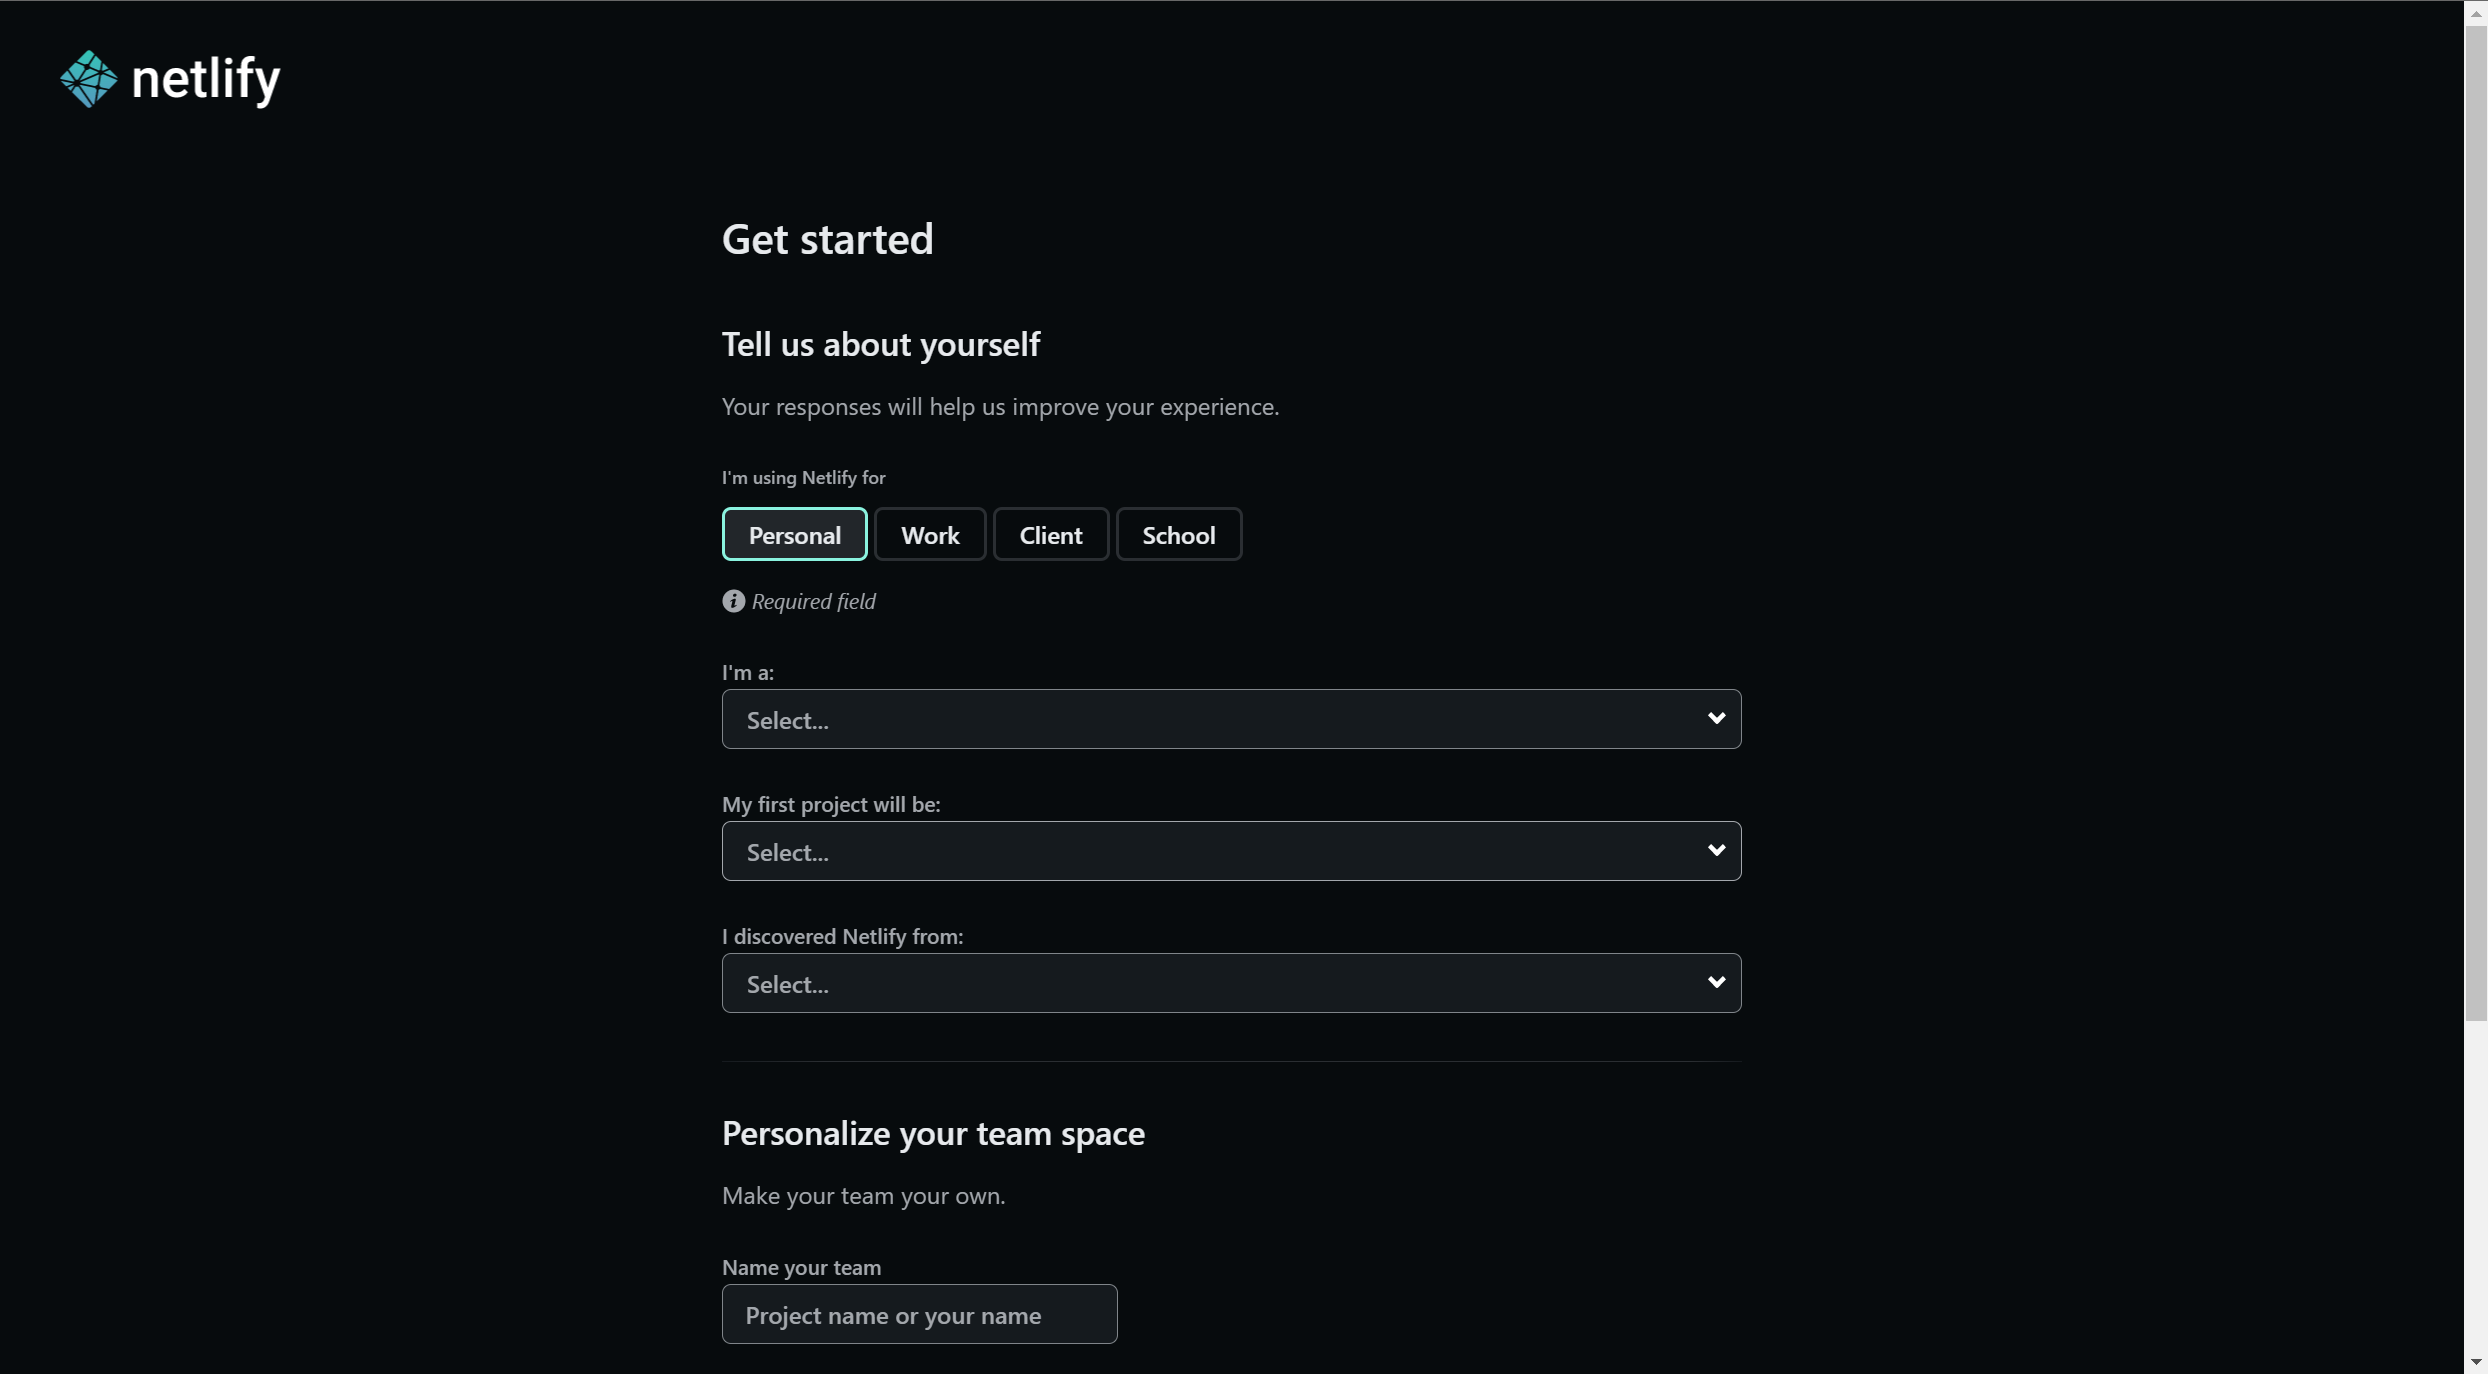 netlify
Get started
Tell us about yourself
Your responses will help us improve your experience.
I'm using Netlify for
Personal
Work
Client
School
Required field
I'm a:
Select...
My first project will be:
Select...
I discovered Netlify from:
Select...
Personalize your team space
Make your team your own.
Name your team
Project name or your name